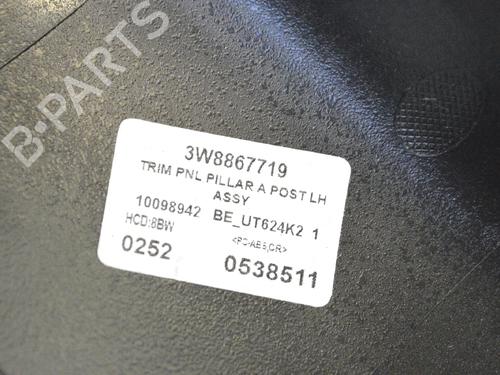 B-PARTS
3W8867719
TRIM PNL PILLAR A POST LH
ASSY
10098942 BE_UT624K2 1
HCD:8BW <PC-ABS,CR>
0252 0538511